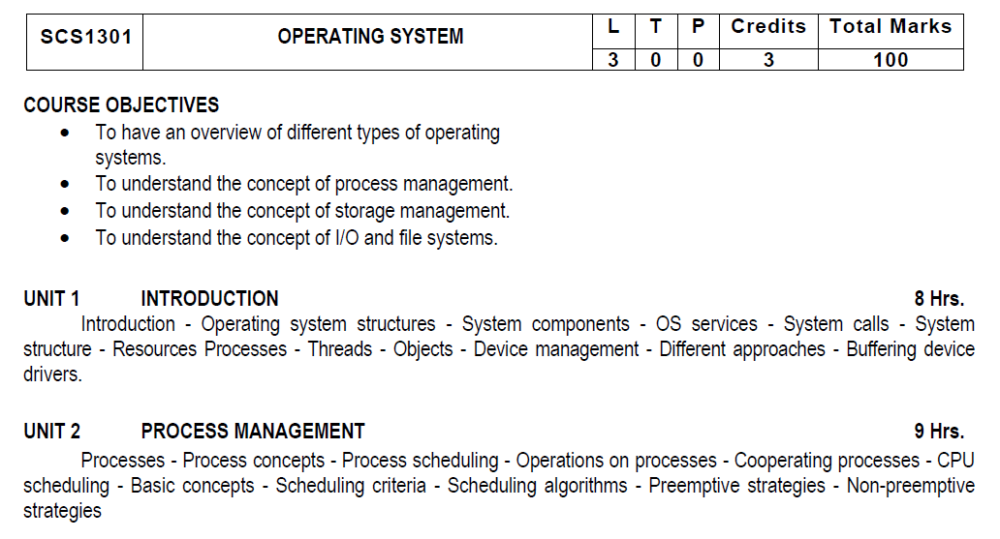 SCS1301 OPERATING SYSTEM L T P Credits Total Marks
3 0 0 3 100
COURSE OBJECTIVES
• To have an overview of different types of operating
systems.
• To understand the concept of process management.
• To understand the concept of storage management.
• To understand the concept of I/O and file systems.
UNIT 1 INTRODUCTION 8 Hrs.
Introduction - Operating system structures - System components - OS services - System calls - System
structure - Resources Processes - Threads - Objects - Device management - Different approaches - Buffering device
drivers.
UNIT 2 PROCESS MANAGEMENT 9 Hrs.
Processes - Process concepts - Process scheduling - Operations on processes - Cooperating processes - CPU
scheduling - Basic concepts - Scheduling criteria - Scheduling algorithms - Preemptive strategies - Non-preemptive
strategies